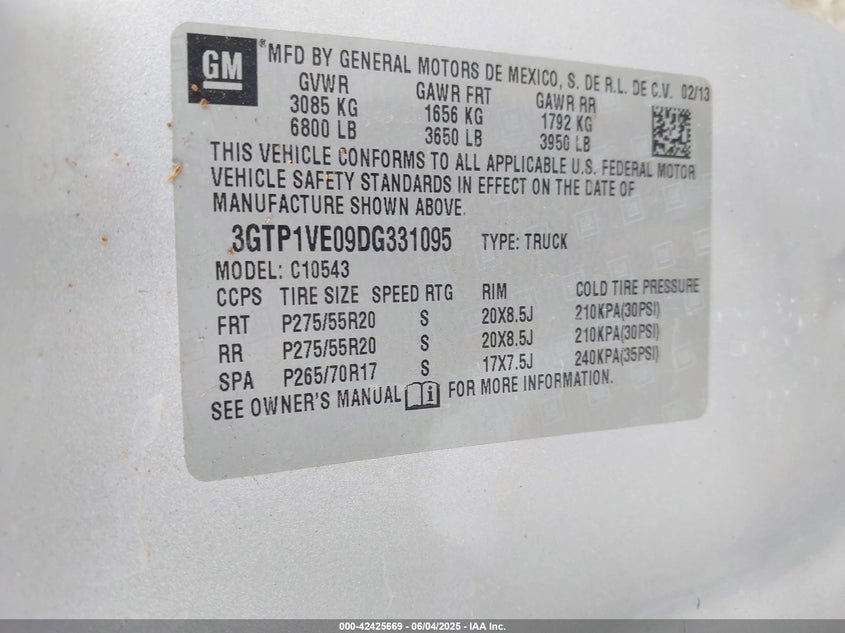 GM
® MFD BY GENERAL MOTORS DE MEXICO, S. DE R.L. DE C.V. 02/13
GVWR GAWR FRT GAWR RR
3085 KG 1656 KG 1792 KG
6800 LB 3650 LB 3950 LB
THIS VEHICLE CONFORMS TO ALL APPLICABLE U.S. FEDERAL MOTOR
VEHICLE SAFETY STANDARDS IN EFFECT ON THE DATE OF
MANUFACTURE SHOWN ABOVE.
3GTP1VE09DG331095 TYPE: TRUCK
MODEL: C10543
CCPS TIRE SIZE SPEED RTG RIM COLD TIRE PRESSURE
FRT P275/55R20 S 20X8.5J 210KPA(30PSI)
RR P275/55R20 S 20X8.5J 210KPA(30PSI)
SPA P265/70R17 S 17X7.5J 240KPA(35PSI)
SEE OWNER'S MANUAL i FOR MORE INFORMATION.
000-42425669 - 06/04/2025 - IAA Inc.